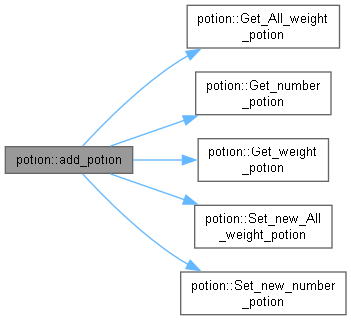 potion::Get_All_weight
_potion
potion::Get_number
_potion
potion::add_potion
potion::Get_weight
_potion
potion::Set_new_All
_weight_potion
potion::Set_new_number
_potion